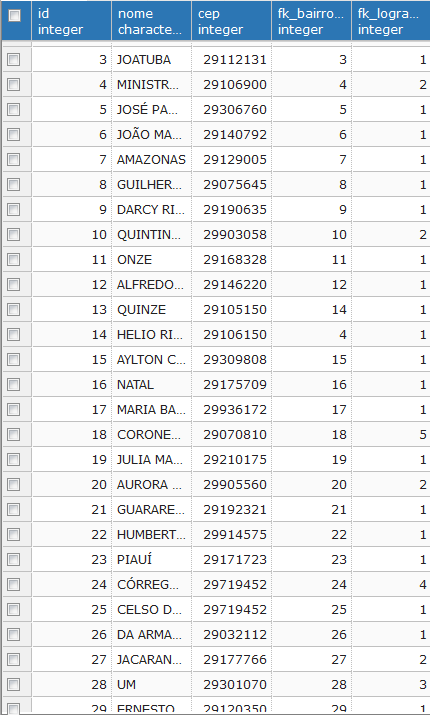 id nome cep fk_bairro... fk_logra...
integer characte... integer integer integer
3 JOATUBA 29112131 3 1
4 MINISTR... 29106900 4 2
5 JOSÉ PA... 29306760 5 1
6 JOÃO MA... 29140792 6 1
7 AMAZONAS 29129005 7 1
8 GUILHER... 29075645 8 1
9 DARCY RI... 29190635 9 1
10 QUINTIN... 29903058 10 2
11 ONZE 29168328 11 1
12 ALFREDO... 29146220 12 1
13 QUINZE 29105150 14 1
14 HELIO RI... 29106150 4 1
15 AYLTON C... 29309808 15 1
16 NATAL 29175709 16 1
17 MARIA BA... 29936172 17 1
18 CORONE... 29070810 18 5
19 JULIA MA... 29210175 19 1
20 AURORA ... 29905560 20 2
21 GUARARE... 29192321 21 1
22 HUMBERT... 29914575 22 1
23 PIAUÍ 29171723 23 1
24 CÓRREG... 29719452 24 4
25 CELSO D... 29719452 25 1
26 DA ARMA... 29032112 26 1
27 JACARAN... 29177766 27 2
28 UM 29301070 28 3
29 ERNESTO 29120350 29 1